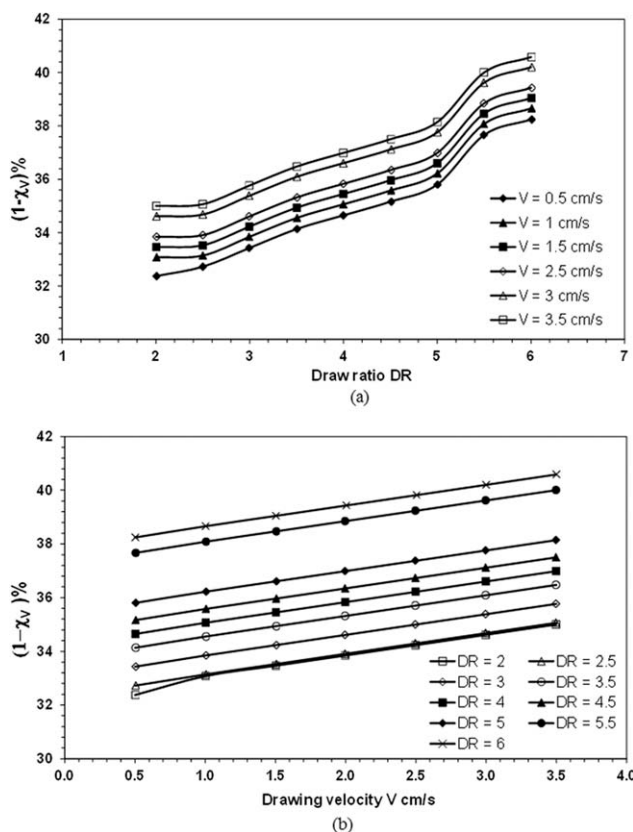 42
40
38
36
34
32
30
(1-χV)%
V = 0.5 cm/s
V = 1 cm/s
V = 1.5 cm/s
V = 2.5 cm/s
V = 3 cm/s
V = 3.5 cm/s
1 2 3 4 5 6 7
Draw ratio DR
(a)
42
40
38
36
34
32
30
(1−χV)%
DR = 2 DR = 2.5
DR = 3 DR = 3.5
DR = 4 DR = 4.5
DR = 5 DR = 5.5
DR = 6
0.0 0.5 1.0 1.5 2.0 2.5 3.0 3.5 4.0
Drawing velocity V cm/s
(b)